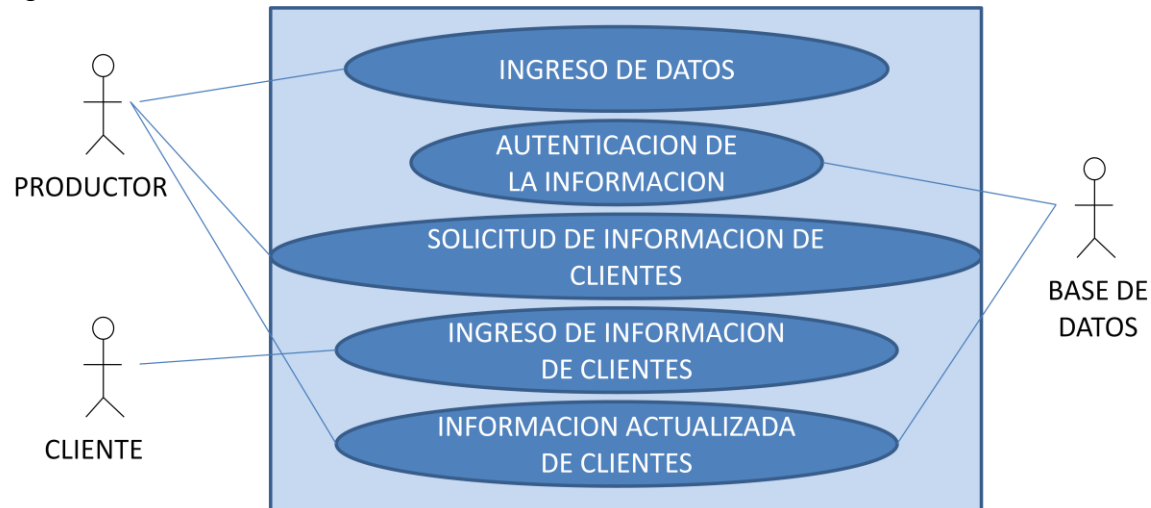 INGRESO DE DATOS
AUTENTICACION DE
LA INFORMACION
PRODUCTOR
SOLICITUD DE INFORMACION DE
CLIENTES
BASE DE
DATOS
INGRESO DE INFORMACION
DE CLIENTES
CLIENTE
INFORMACION ACTUALIZADA
DE CLIENTES